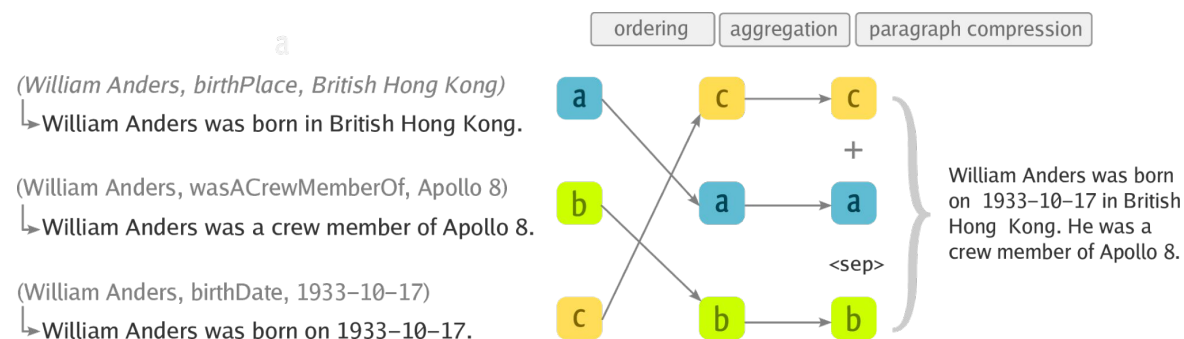 ordering aggregation paragraph compression
a
(William Anders, birthPlace, British Hong Kong)
William Anders was born in British Hong Kong.
(William Anders, wasACrewMemberOf, Apollo 8)
William Anders was a crew member of Apollo 8.
(William Anders, birthDate, 1933–10–17)
William Anders was born on 1933–10–17.
a c c
+
b a a
<sep>
c b b
William Anders was born
on 1933–10–17 in British
Hong Kong. He was a
crew member of Apollo 8.